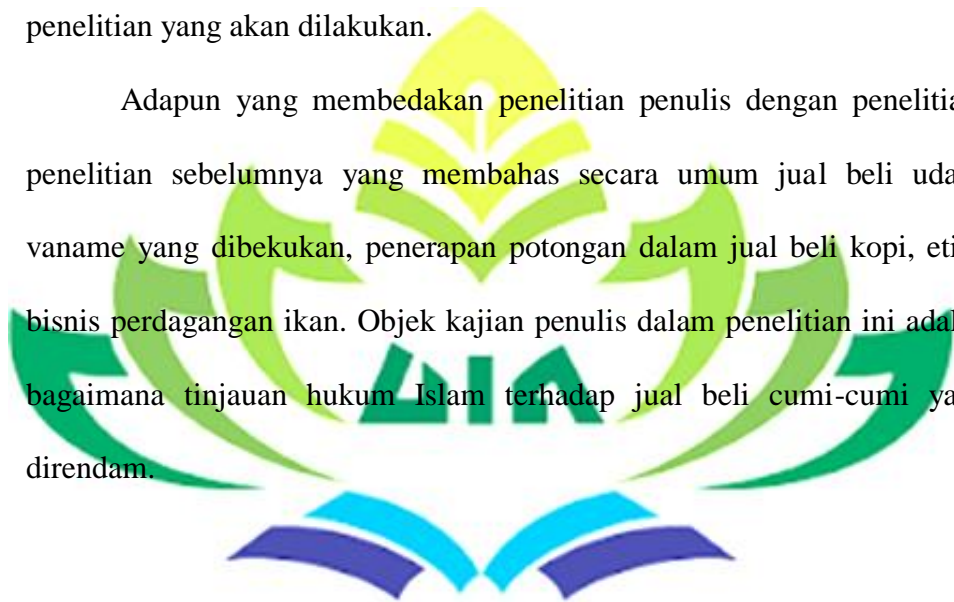 penelitian yang akan dilakukan.
Adapun yang membedakan penelitian penulis dengan penelitia
penelitian sebelumnya yang membahas secara umum jual beli uda
vaname yang dibekukan, penerapan potongan dalam jual beli kopi, eti
bisnis perdagangan ikan. Objek kajian penulis dalam penelitian ini adal
bagaimana tinjauan hukum Islam terhadap jual beli cumi-cumi ya
direndam.